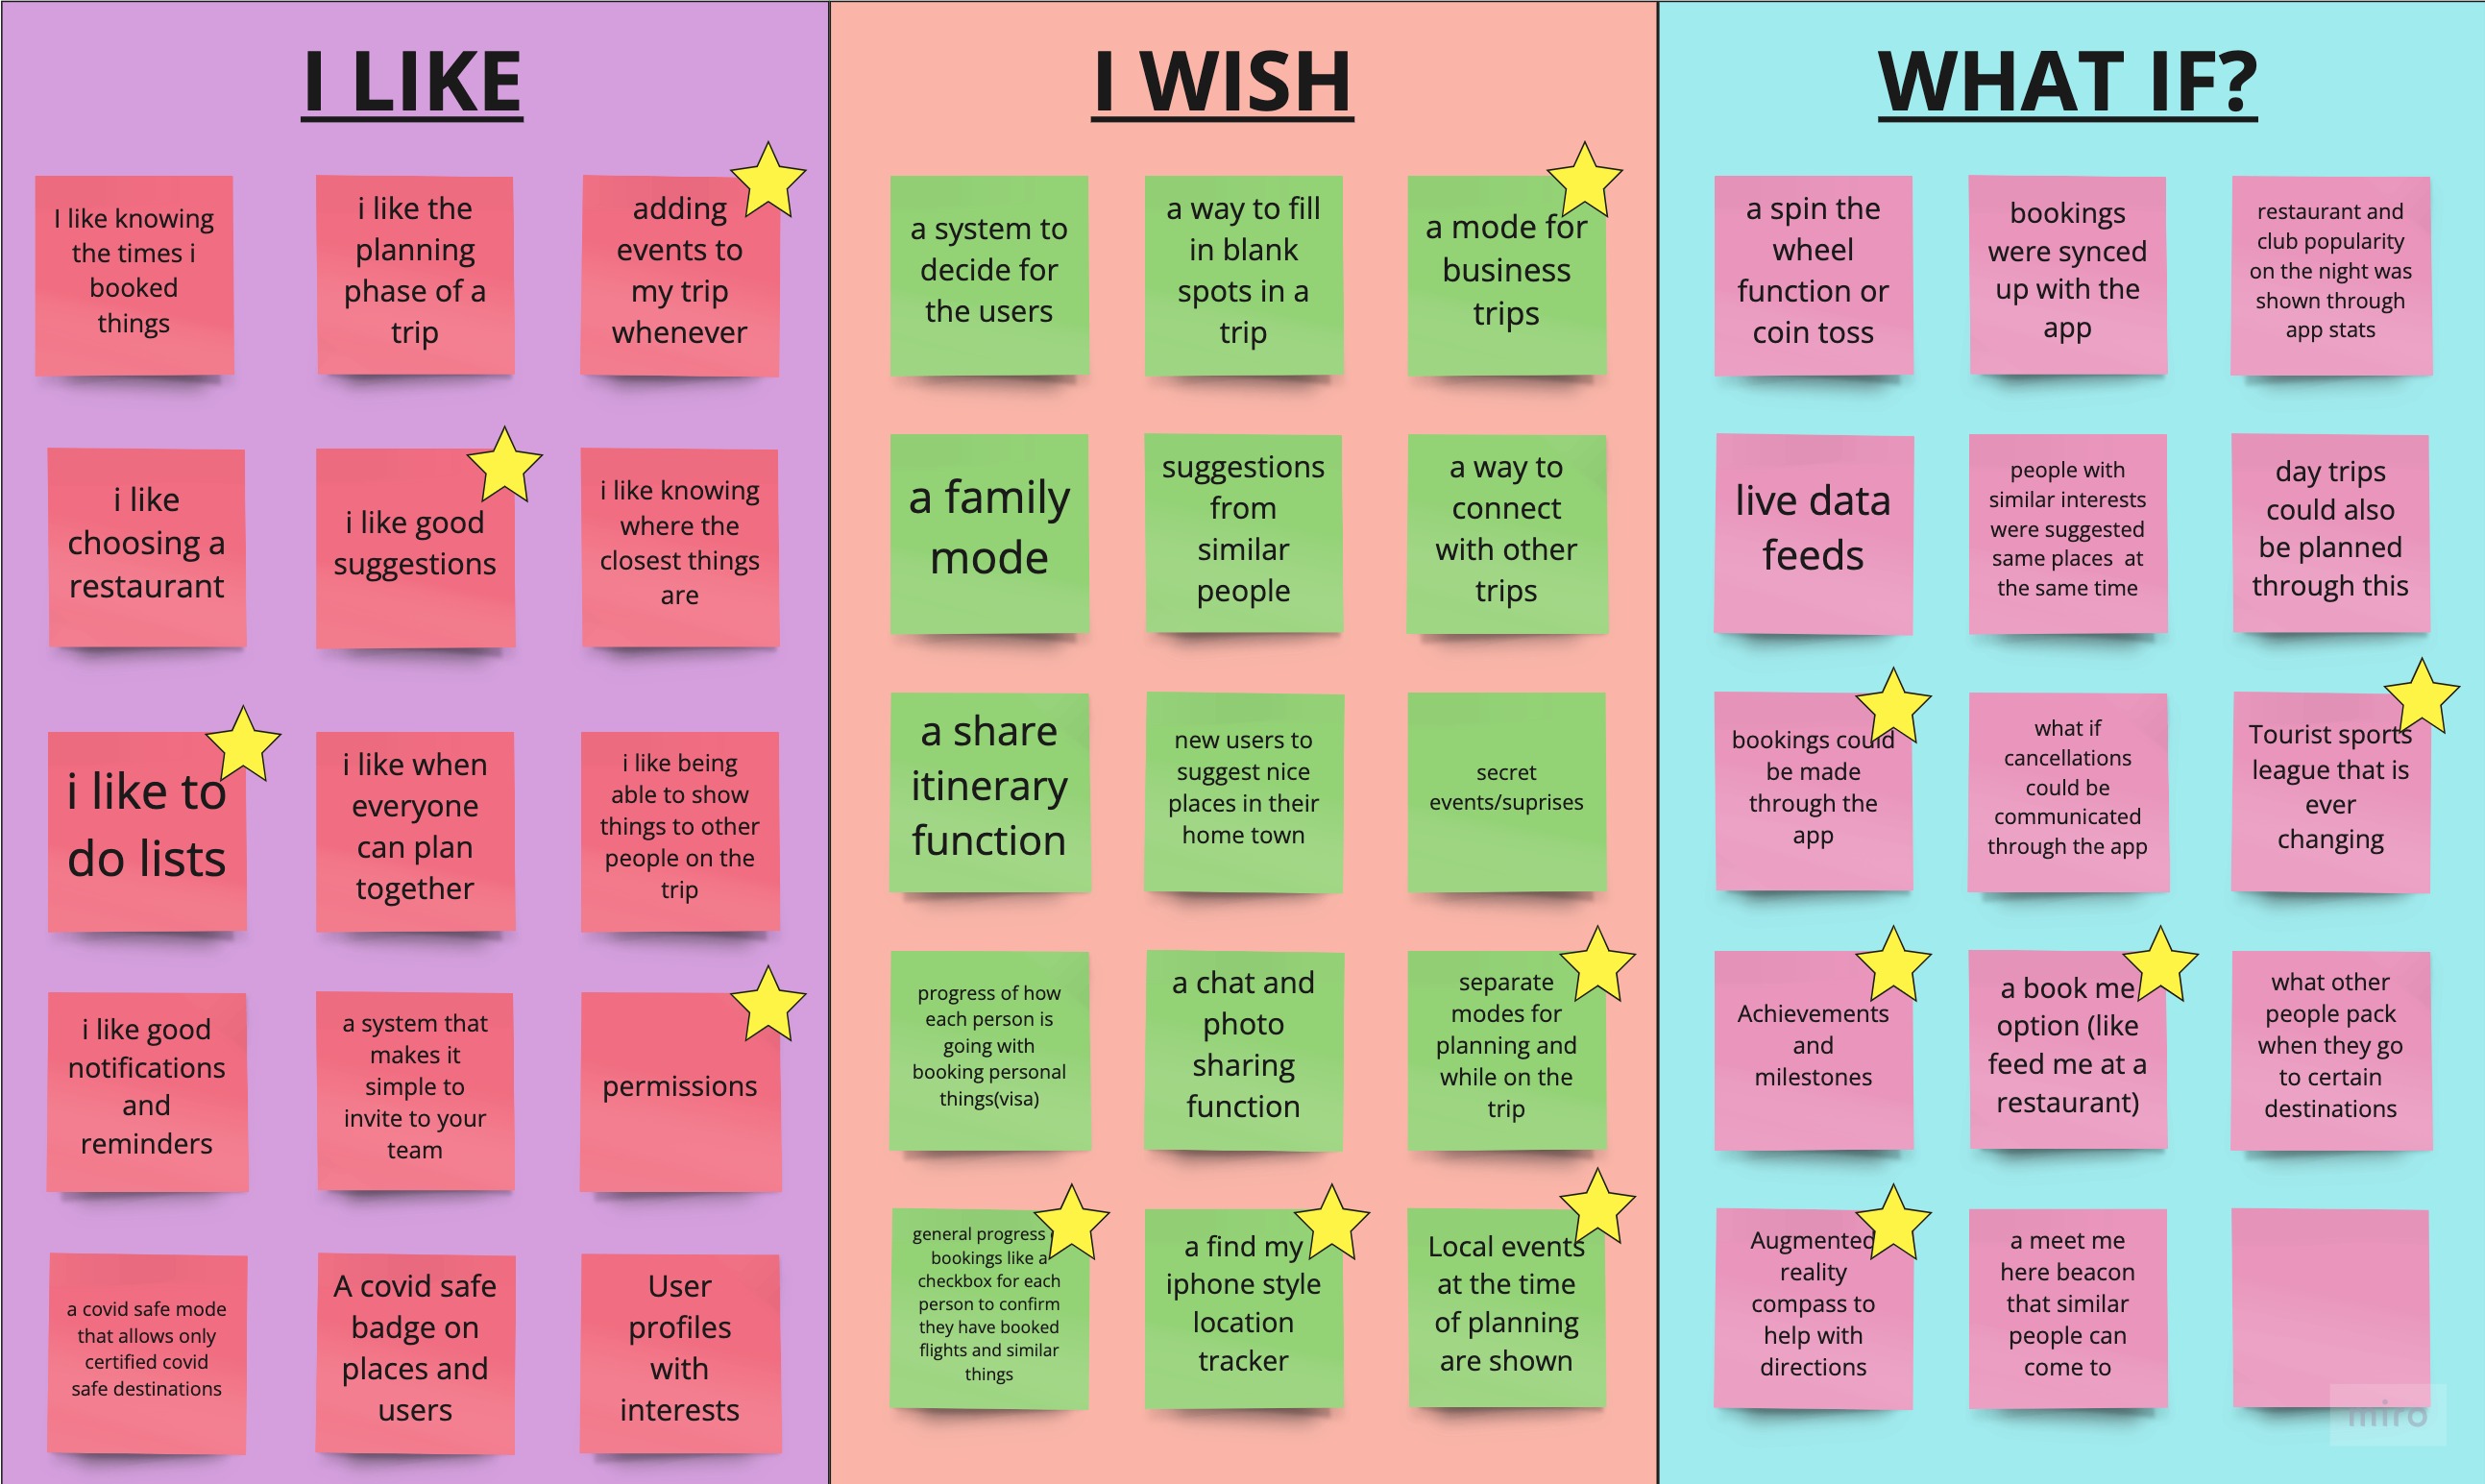 I LIKE
I like knowing
the times i
booked
things
i like the
planning
phase of a
trip
adding
events to
my trip
whenever
i like
choosing a
restaurant
i like good
suggestions
i like knowing
where the
closest things
are
i like to
do lists
i like when
everyone
can plan
together
i like being
able to show
things to other
people on the
trip
i like good
notifications
and
reminders
a system that
makes it
simple to
invite to your
team
permissions
a covid safe mode
that allows only
certified covid
safe destinations
A covid safe
badge on
places and
users
User
profiles
with
interests
I WISH
a system to
decide for
the users
a way to fill
in blank
spots in a
trip
a mode for
business
trips
a family
mode
suggestions
from
similar
people
a way to
connect
with other
trips
a share
itinerary
function
new users to
suggest nice
places in their
home town
secret
events/suprises
progress of how
each person is
going with
booking personal
things(visa)
a chat and
photo
sharing
function
separate
modes for
planning and
while on the
trip
general progress
bookings like a
checkbox for each
person to confirm
they have booked
flights and similar
things
a find my
iphone style
location
tracker
Local events
at the time
of planning
are shown
WHAT IF?
a spin the
wheel
function or
coin toss
bookings
were synced
up with the
app
restaurant and
club popularity
on the night was
shown through
app stats
live data
feeds
people with
similar interests
were suggested
same places at
the same time
day trips
could also
be planned
through this
bookings could
be made
through the
app
what if
cancellations
could be
communicated
through the app
Tourist sports
league that is
ever
changing
Achievements
and
milestones
a book me
option (like
feed me at a
restaurant)
what other
people pack
when they go
to certain
destinations
Augmented
reality
compass to
help with
directions
a meet me
here beacon
that similar
people can
come to
miro